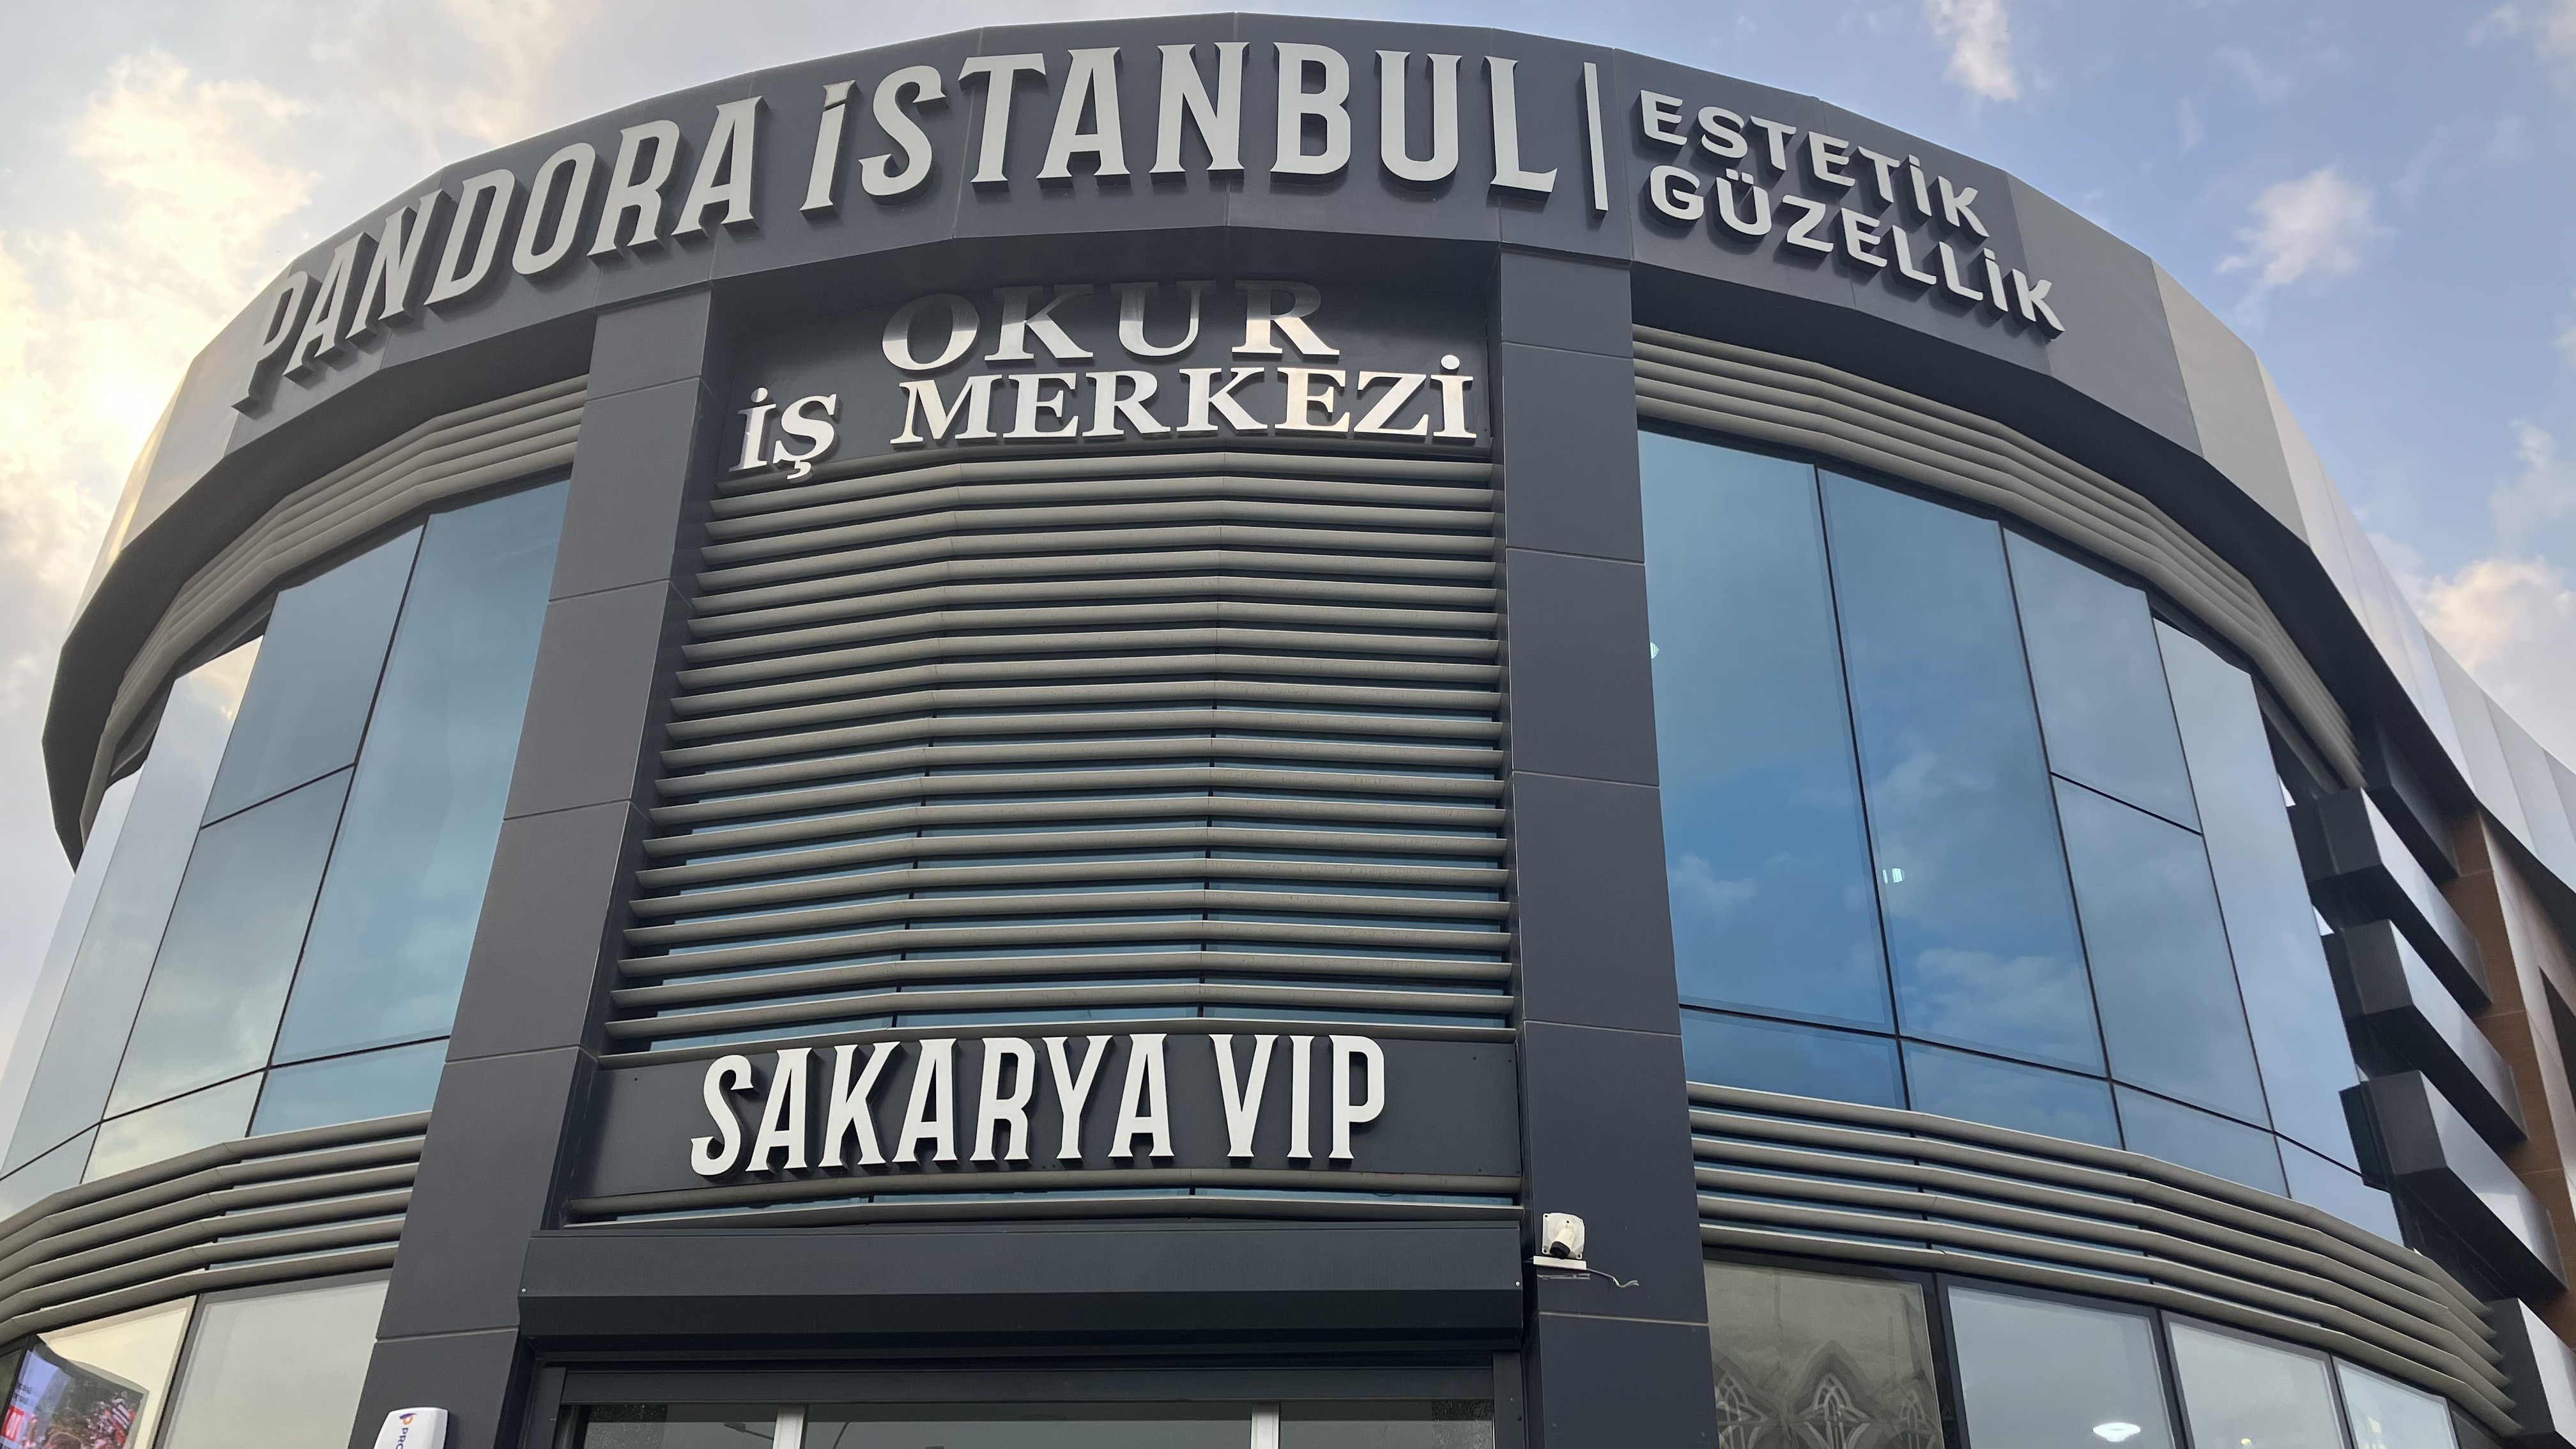 PANDORA İSTANBUL | ESTETİK
GÜZELLİK
OKUR
İŞ MERKEZİ
SAKARYA VIP